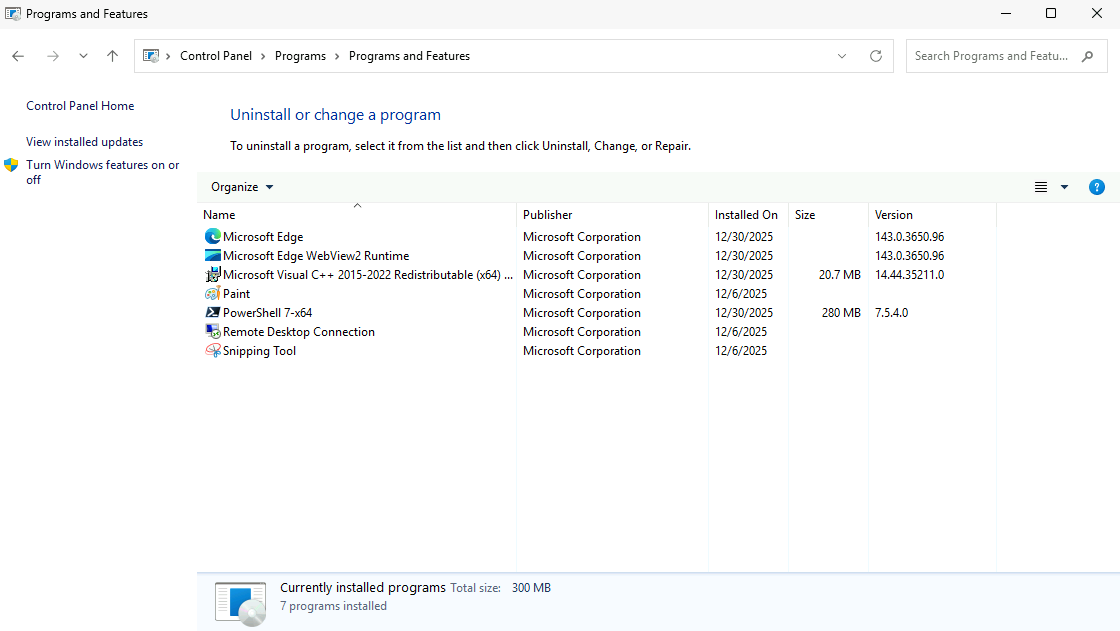 Programs and Features
Control Panel > Programs > Programs and Features
Search Programs and Featu...
Control Panel Home
View installed updates
Turn Windows features on or
off
Uninstall or change a program
To uninstall a program, select it from the list and then click Uninstall, Change, or Repair.
Organize
?
Name Publisher Installed On Size Version
Microsoft Edge Microsoft Corporation 12/30/2025 143.0.3650.96
Microsoft Edge WebView2 Runtime Microsoft Corporation 12/30/2025 143.0.3650.96
Microsoft Visual C++ 2015-2022 Redistributable (x64) ... Microsoft Corporation 12/30/2025 20.7 MB 14.44.35211.0
Paint Microsoft Corporation 12/6/2025
PowerShell 7-x64 Microsoft Corporation 12/30/2025 280 MB 7.5.4.0
Remote Desktop Connection Microsoft Corporation 12/6/2025
Snipping Tool Microsoft Corporation 12/6/2025
Currently installed programs Total size: 300 MB
7 programs installed